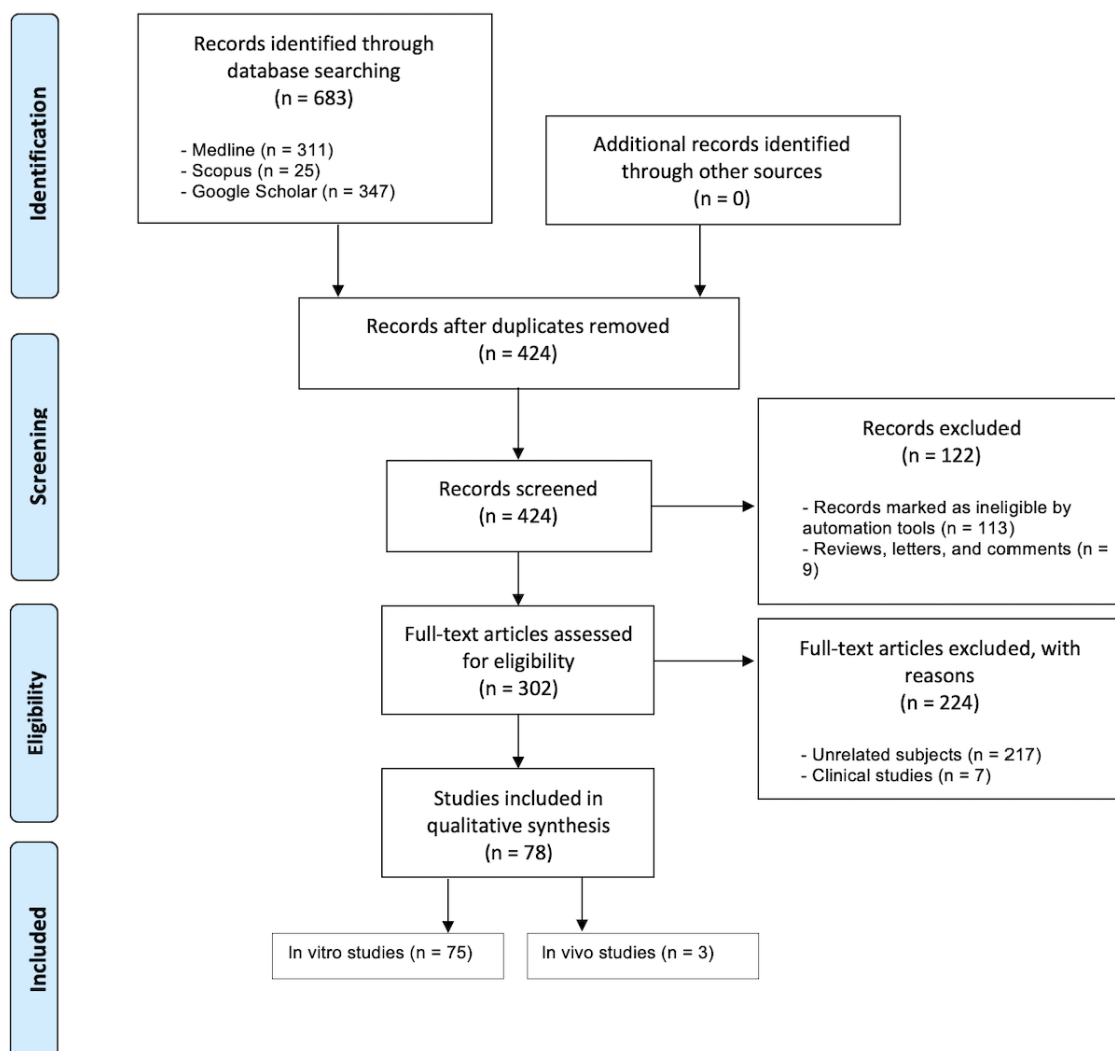 Identification
Records identified through
database searching
(n = 683)
- Medline (n = 311)
- Scopus (n = 25)
- Google Scholar (n = 347)
Additional records identified
through other sources
(n = 0)
Records after duplicates removed
(n = 424)
Screening
Records screened
(n = 424)
Records excluded
(n = 122)
- Records marked as ineligible by
automation tools (n = 113)
- Reviews, letters, and comments (n =
9)
Eligibility
Full-text articles assessed
for eligibility
(n = 302)
Full-text articles excluded, with
reasons
(n = 224)
- Unrelated subjects (n = 217)
- Clinical studies (n = 7)
Studies included in
qualitative synthesis
(n = 78)
Included
In vitro studies (n = 75)
In vivo studies (n = 3)